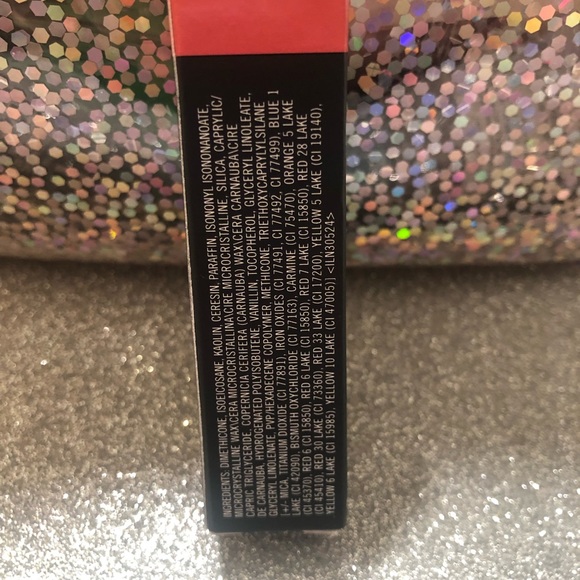 INGREDIENTS: DIMETHICONE, ISOEICOSANE, KAOLIN, CERESIN, PARAFFIN, ISONONYL ISONONANOATE,
MICROCRYSTALLINE WAX\CERA MICROCRISTALLINA\CIRE MICROCRISTALLINE, SILICA, CAPRYLIC/
CAPRIC TRIGLYCERIDE, COPERNICIA CERIFERA (CARNAUBA) WAX\CERA CARNAUBA\CIRE
DE CARNAUBA, HYDROGENATED POLYISOBUTENE, VANILLIN, TOCOPHEROL, GLYCERYL LINOLEATE,
GLYCERYL LINOLENATE, PVP/HEXADECENE COPOLYMER, METHICONE, TRIETHOXYCAPRYLYLSILANE
[+/- MICA, TITANIUM DIOXIDE (CI 77891), IRON OXIDES (CI 77491, CI 77492, CI 77499), BLUE 1
LAKE (CI 42090), BISMUTH OXYCHLORIDE (CI 77163), CARMINE (CI 75470), ORANGE 5 LAKE
(CI 45370), RED 6 (CI 15850), RED 6 LAKE (CI 15850), RED 7 LAKE (CI 15850), RED 28 LAKE
(CI 45410), RED 30 LAKE (CI 73360), RED 33 LAKE (CI 17200), YELLOW 5 LAKE (CI 19140),
YELLOW 6 LAKE (CI 15985), YELLOW 10 LAKE (CI 47005)] <ILN30524>